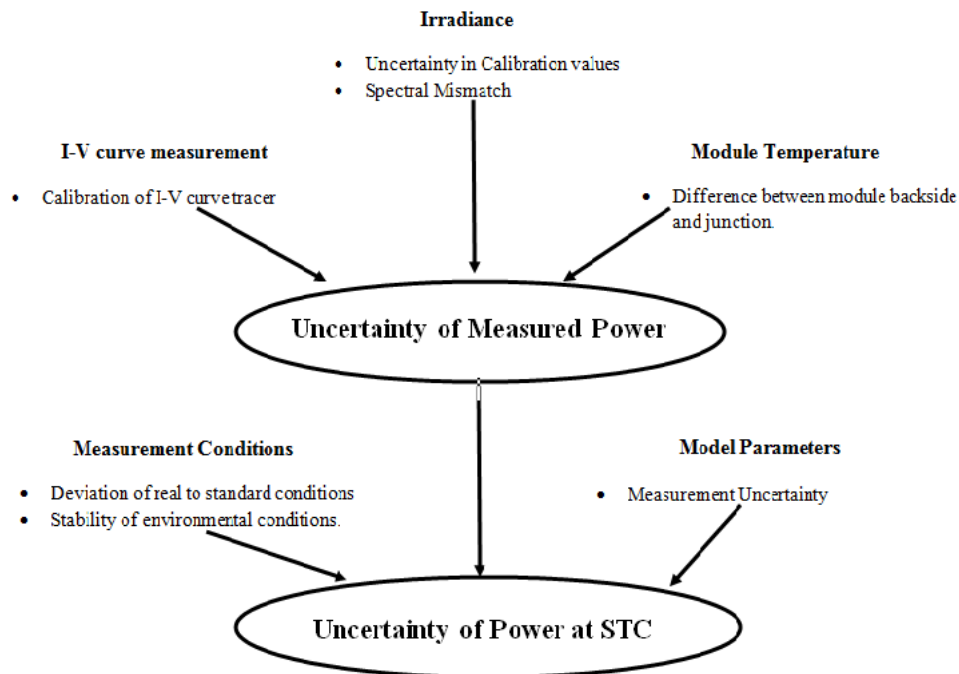 Irradiance
• Uncertainty in Calibration values
• Spectral Mismatch
I-V curve measurement
• Calibration of I-V curve tracer
Module Temperature
• Difference between module backside
and junction.
Uncertainty of Measured Power
Measurement Conditions
• Deviation of real to standard conditions
• Stability of environmental conditions.
Model Parameters
• Measurement Uncertainty
Uncertainty of Power at STC